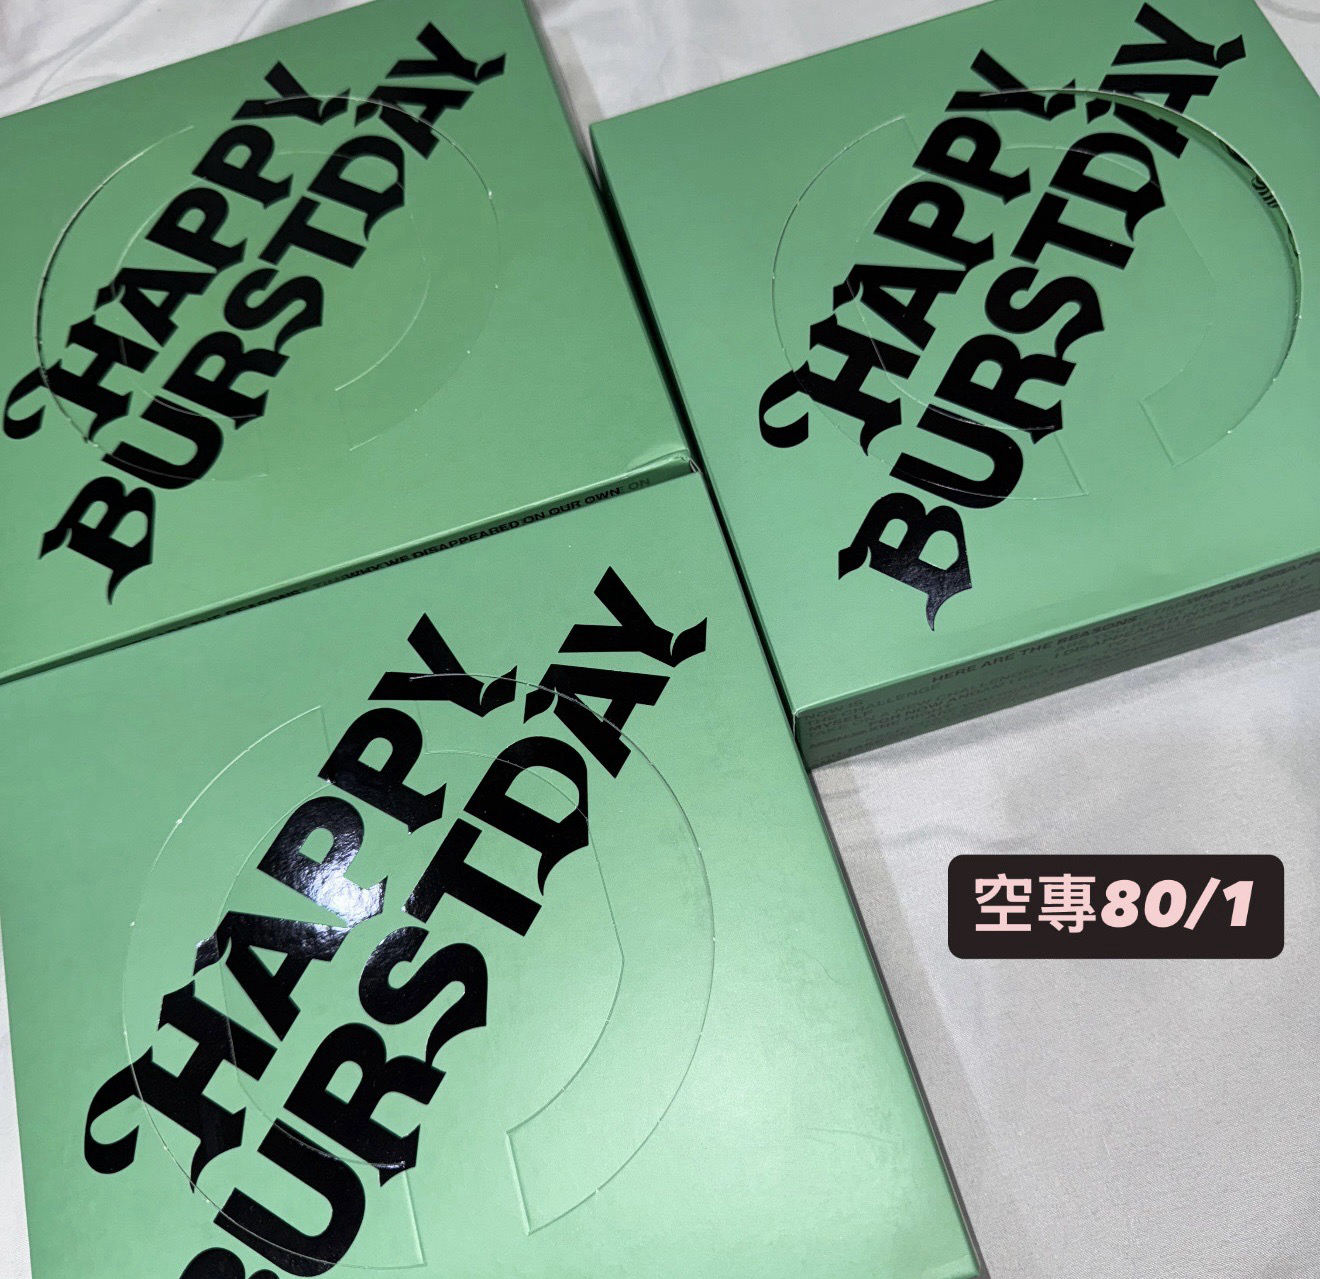 HAPPY
BURSTDAY
HAPPY
BURSTDAY
WHY WE DISAPPEARED ON OUR OWN: ON
HERE ARE THE REASONS
HAPPY
BURSTDAY
空專80/1